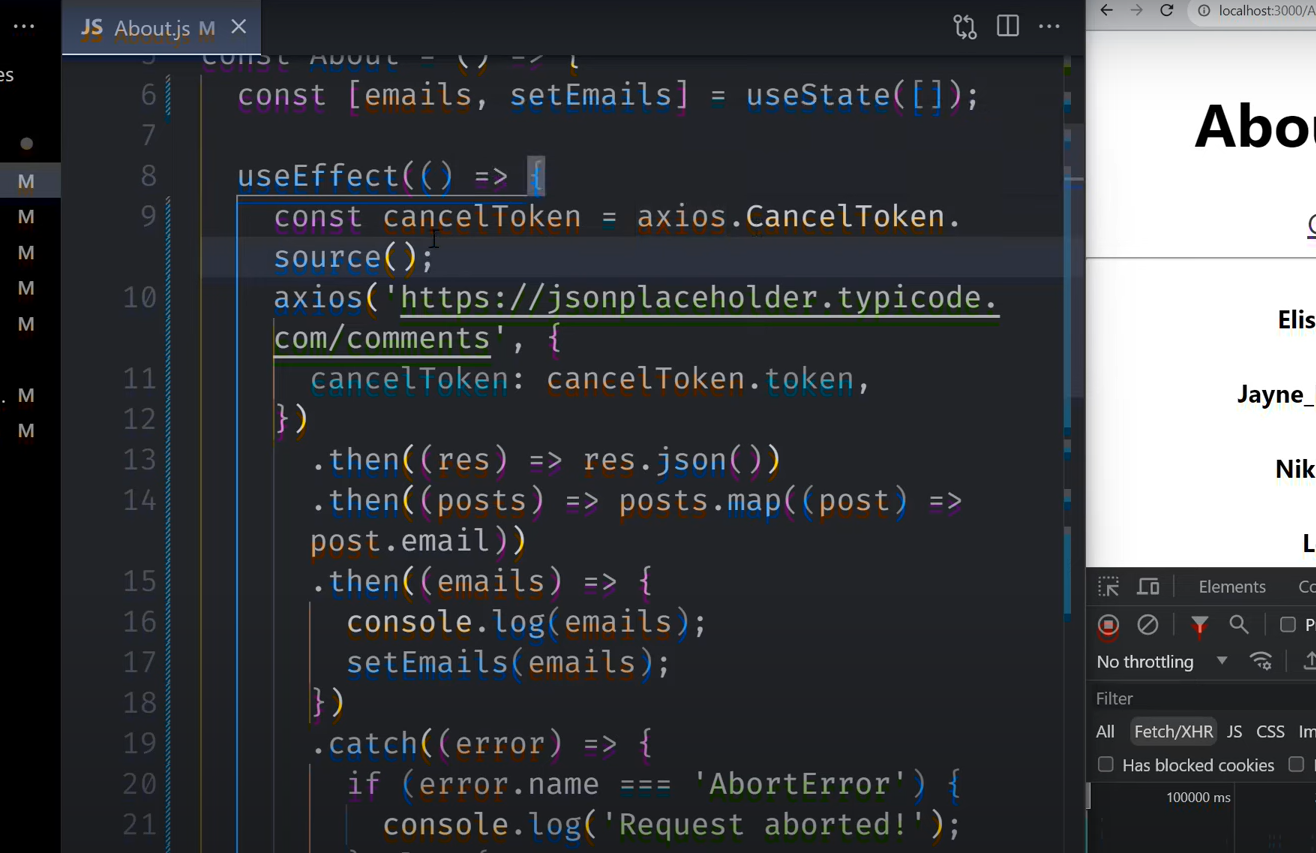 JS About.js M
localhost:3000/A
es
5 const About = () => {
6 const [emails, setEmails] = useState([]);
7
8 useEffect(() => {
9 const cancelToken = axios.CancelToken.
source();
10 axios('https://jsonplaceholder.typicode.
com/comments', {
11 cancelToken: cancelToken.token,
12 })
13 .then((res) => res.json())
14 .then((posts) => posts.map((post) =>
post.email))
15 .then((emails) => {
16 console.log(emails);
17 setEmails(emails);
18 })
19 .catch((error) => {
20 if (error.name === 'AbortError') {
21 console.log('Request aborted!');
M
M
M
M
M
M
M
Abou
Elis
Jayne_
Nik
L
Elements Co
P
No throttling
Filter
All Fetch/XHR JS CSS Im
Has blocked cookies
100000 ms